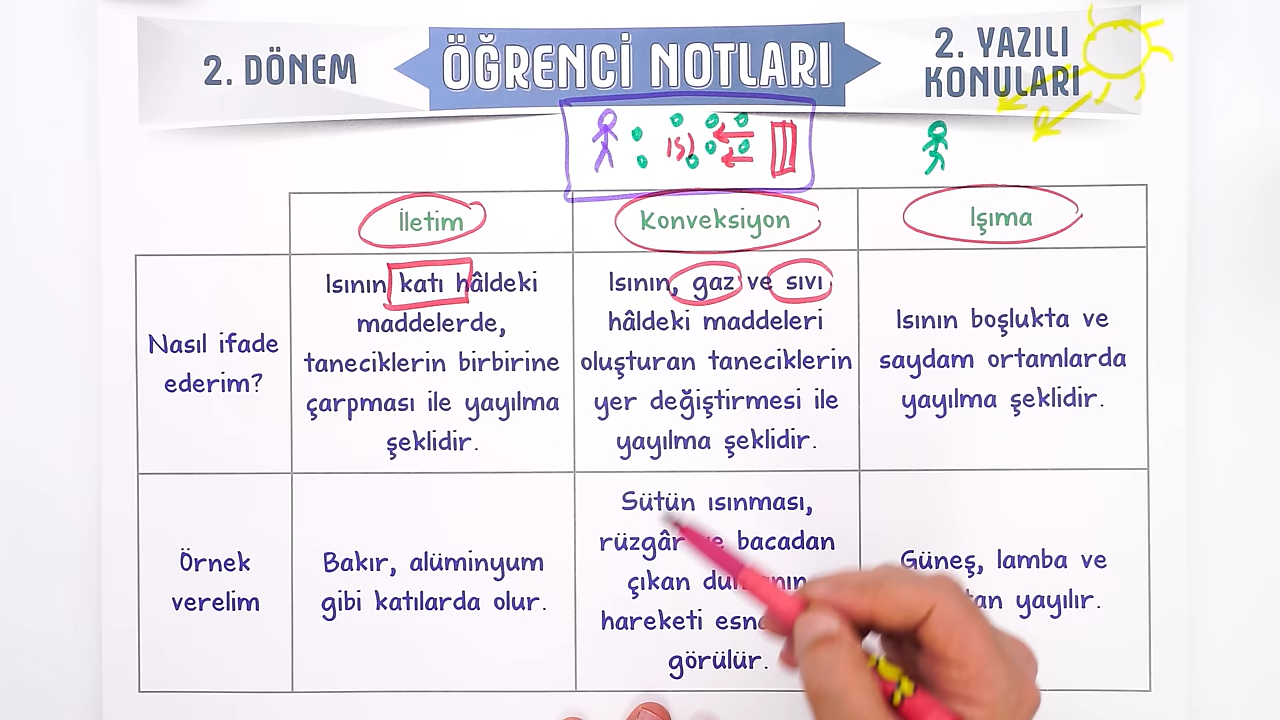 2. DÖNEM
ÖĞRENCİ NOTLARI
2. YAZILI
KONULARI
ISI
İletim
Konveksiyon
Işıma
Nasıl ifade
ederim?
Isının katı hâldeki
maddelerde,
taneciklerin birbirine
çarpması ile yayılma
şeklidir.
Isının, gaz ve sıvı
hâldeki maddeleri
oluşturan taneciklerin
yer değiştirmesi ile
yayılma şeklidir.
Isının boşlukta ve
saydam ortamlarda
yayılma şeklidir.
Örnek
verelim
Bakır, alüminyum
gibi katılarda olur.
Sütün ısınması,
rüzgâr bacadan
çıkan
hareketi
görülür.
Güneş, lamba ve
yayılır.